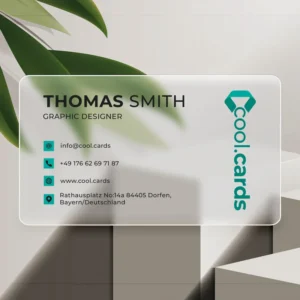 THOMAS SMITH
GRAPHIC DESIGNER
info@cool.cards
+49 176 62 69 71 87
www.cool.cards
Rathausplatz No:14a 84405 Dorfen,
Bayern/Deutschland
cool.cards